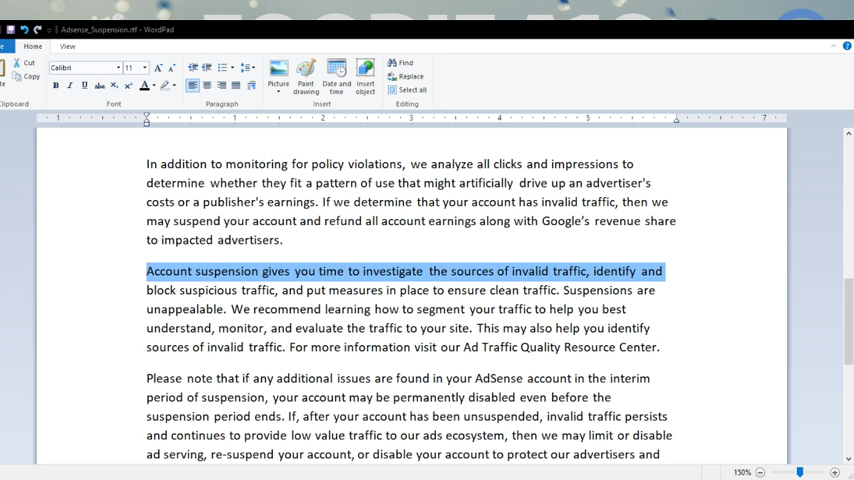 Adsense_Suspension.rtf - WordPad
Home View
Cut
Copy
Clipboard
Calibri 11
Font
Paragraph
Picture
Paint drawing
Date and time
Insert object
Insert
Find
Replace
Select all
Editing
1 1 2 3 4 5 7
In addition to monitoring for policy violations, we analyze all clicks and impressions to
determine whether they fit a pattern of use that might artificially drive up an advertiser's
costs or a publisher's earnings. If we determine that your account has invalid traffic, then we
may suspend your account and refund all account earnings along with Google's revenue share
to impacted advertisers.
Account suspension gives you time to investigate the sources of invalid traffic, identify and
block suspicious traffic, and put measures in place to ensure clean traffic. Suspensions are
unappealable. We recommend learning how to segment your traffic to help you best
understand, monitor, and evaluate the traffic to your site. This may also help you identify
sources of invalid traffic. For more information visit our Ad Traffic Quality Resource Center.
Please note that if any additional issues are found in your AdSense account in the interim
period of suspension, your account may be permanently disabled even before the
suspension period ends. If, after your account has been unsuspended, invalid traffic persists
and continues to provide low value traffic to our ads ecosystem, then we may limit or disable
ad serving, re-suspend your account, or disable your account to protect our advertisers and
150%